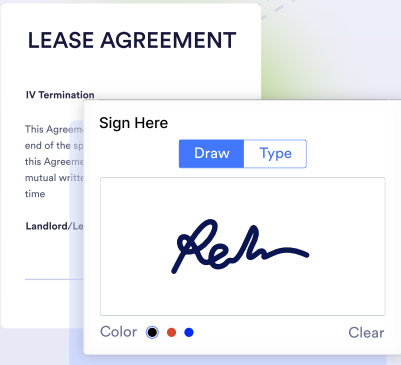 LEASE AGREEMENT
IV Termination
This Agreem
end of the sp
this Agreeme
mutual writte
time
Landlord/Le
Sign Here
Draw Type
Color Clear